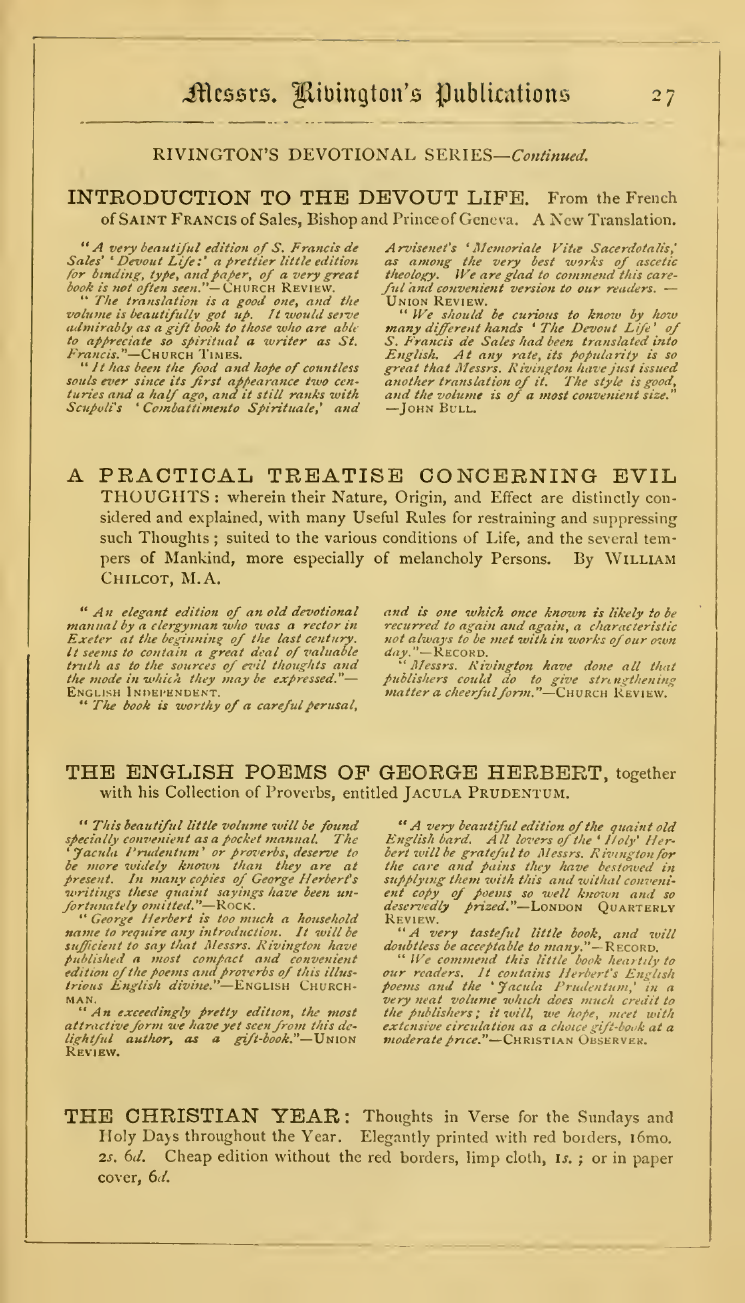 Messrs. Rivington's Publications 27
RIVINGTON'S DEVOTIONAL SERIES—Continued.
INTRODUCTION TO THE DEVOUT LIFE. From the French
of SAINT FRANCIS of Sales, Bishop and Prince of Geneva. A New Translation.
"A very beautiful edition of S. Francis de
Sales' 'Devout Life:' a prettier little edition
for binding, type, and paper, of a very great
book is not often seen."—CHURCH REVIEW.
"The translation is a good one, and the
volume is beautifully got up. It would serve
admirably as a gift book to those who are able
to appreciate so spiritual a writer as St.
Francis."—CHURCH TIMES.
"It has been the food and hope of countless
souls ever since its first appearance two cen-
turies and a half ago, and it still ranks with
Scupoli's 'Combattimento Spirituale,' and
Arvisenet's 'Memoriale Vitæ Sacerdotalis,'
as among the very best works of ascetic
theology. We are glad to commend this care-
ful and convenient version to our readers.—
UNION REVIEW.
"We should be curious to know by how
many different hands 'The Devout Life' of
S. Francis de Sales had been translated into
English. At any rate, its popularity is so
great that Messrs. Rivington have just issued
another translation of it. The style is good,
and the volume is of a most convenient size."
—JOHN BULL.
A PRACTICAL TREATISE CONCERNING EVIL
THOUGHTS: wherein their Nature, Origin, and Effect are distinctly con-
sidered and explained, with many Useful Rules for restraining and suppressing
such Thoughts; suited to the various conditions of Life, and the several tem-
pers of Mankind, more especially of melancholy Persons. By WILLIAM
CHILCOT, M.A.
"An elegant edition of an old devotional
manual by a clergyman who was a rector in
Exeter at the beginning of the last century.
It seems to contain a great deal of valuable
truth as to the sources of evil thoughts and
the mode in which they may be expressed."—
ENGLISH INDEPENDENT.
"The book is worthy of a careful perusal,
and is one which once known is likely to be
recurred to again and again, a characteristic
not always to be met with in works of our own
day."—RECORD.
"Messrs. Rivington have done all that
publishers could do to give strengthening
matter a cheerful form."—CHURCH REVIEW.
THE ENGLISH POEMS OF GEORGE HERBERT, together
with his Collection of Proverbs, entitled JACULA PRUDENTUM.
"This beautiful little volume will be found
specially convenient as a pocket manual. The
'Jacula Prudentum' or proverbs, deserve to
be more widely known than they are at
present. In many copies of George Herbert's
writings these quaint sayings have been un-
fortunately omitted."—ROCK.
"George Herbert is too much a household
name to require any introduction. It will be
sufficient to say that Messrs. Rivington have
published a most compact and convenient
edition of the poems and proverbs of this illus-
trious English divine."—ENGLISH CHURCH-
MAN.
"An exceedingly pretty edition, the most
attractive form we have yet seen from this de-
lightful author, as a gift-book."—UNION
REVIEW.
"A very beautiful edition of the quaint old
English bard. All lovers of the 'Holy' Her-
bert will be grateful to Messrs. Rivington for
the care and pains they have bestowed in
supplying them with this and withal conveni-
ent copy of poems so well known and so
deservedly prized."—LONDON QUARTERLY
REVIEW.
"A very tasteful little book, and will
doubtless be acceptable to many."—RECORD.
"We commend this little book heartily to
our readers. It contains Herbert's English
poems and the 'Jacula Prudentum,' in a
very neat volume which does much credit to
the publishers; it will, we hope, meet with
extensive circulation as a choice gift-book at a
moderate price."—CHRISTIAN OBSERVER.
THE CHRISTIAN YEAR: Thoughts in Verse for the Sundays and
Holy Days throughout the Year. Elegantly printed with red borders, 16mo.
2s. 6d. Cheap edition without the red borders, limp cloth, 1s.; or in paper
cover, 6d.